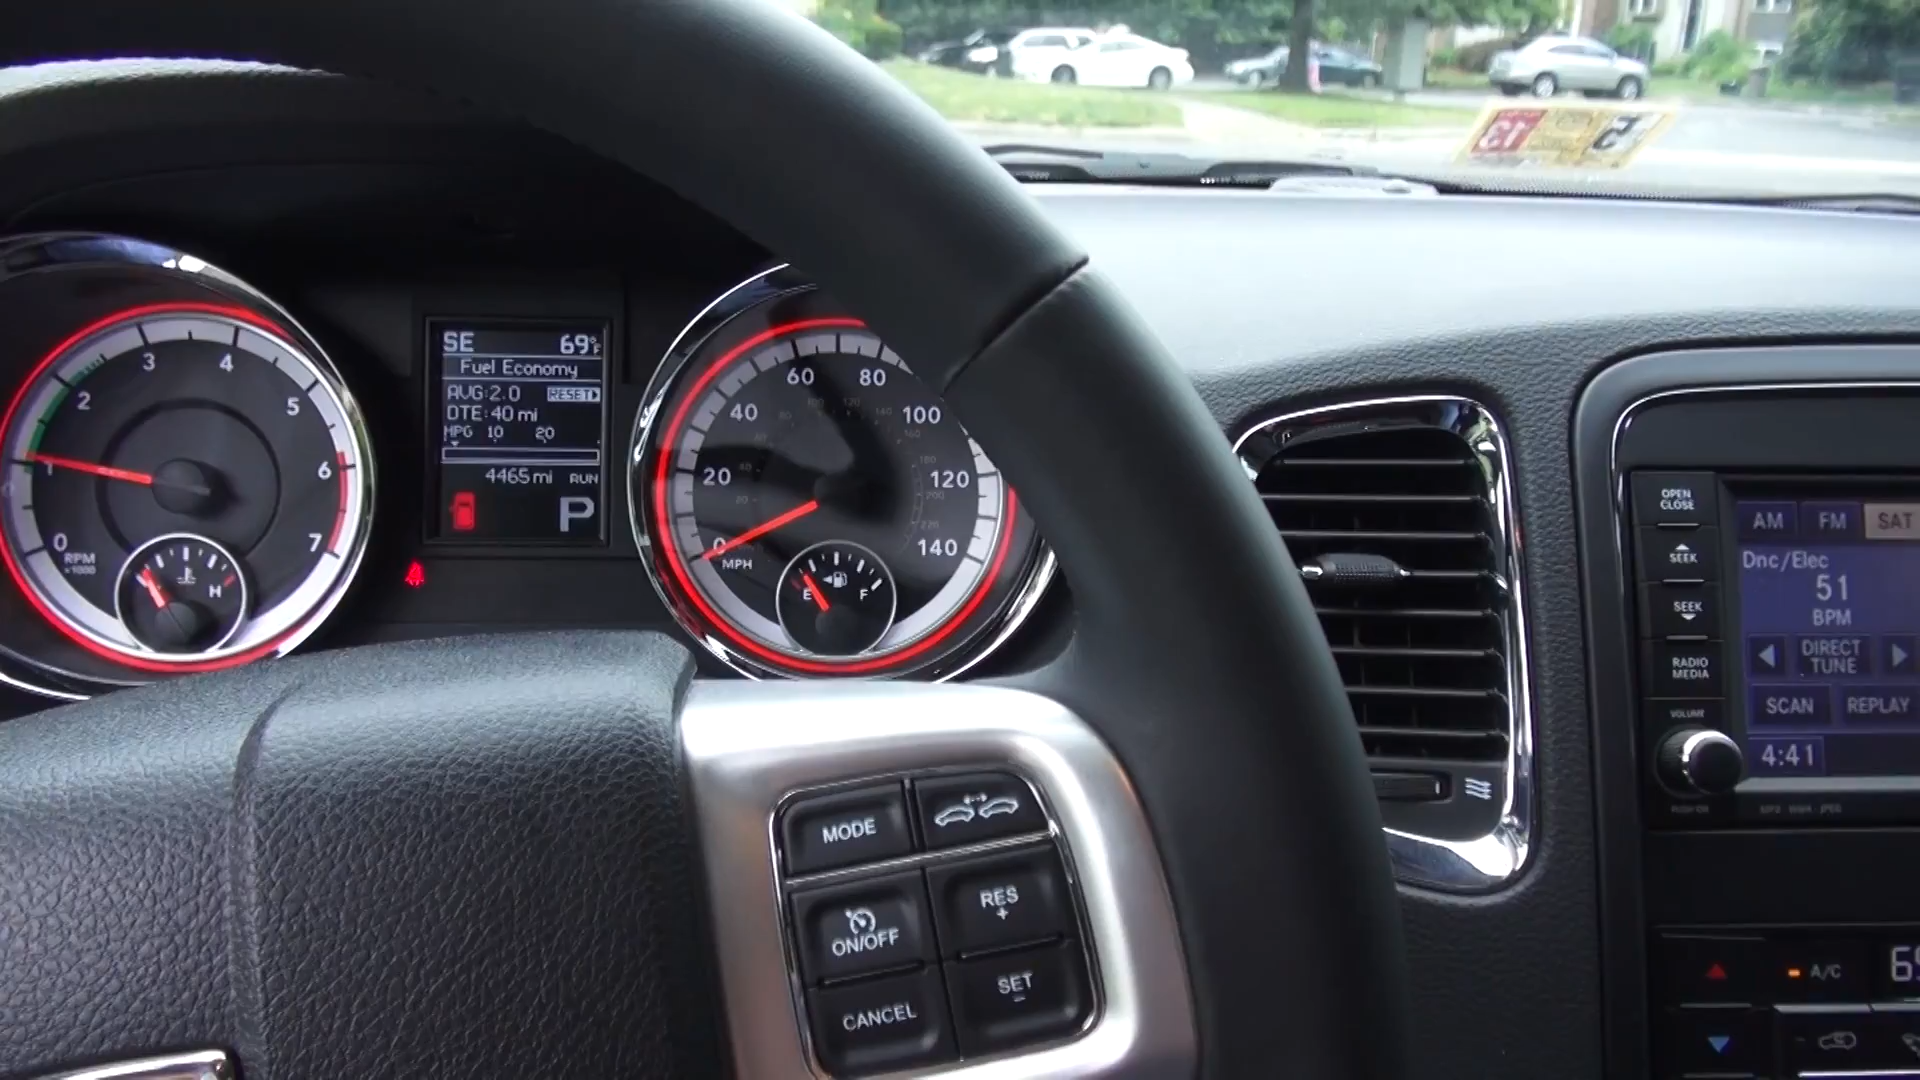 13
3
4
2
5
1
6
0
7
RPM
x1000
H
SE 69°F
Fuel Economy
AVG:2.0 RESET
DTE:40 mi
MPG 10 20
4465 mi RUN
P
60
80
40
100
20
120
0
140
MPH
E
F
OPEN
CLOSE
SEEK
SEEK
RADIO
MEDIA
VOLUME
AM
FM
SAT
Dnc/Elec
51
BPM
DIRECT
TUNE
SCAN
REPLAY
4:41
MODE
ON/OFF
RES
+
CANCEL
SET
−
A/C